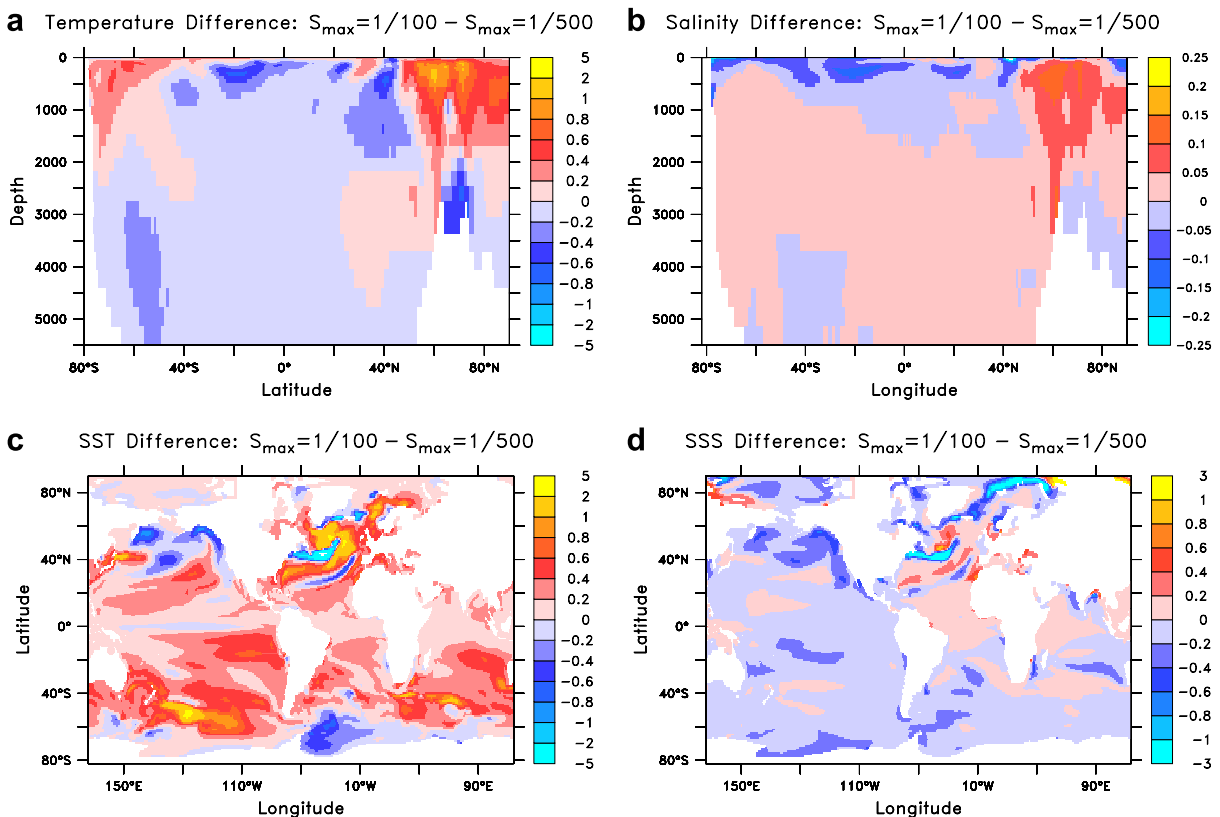 a Temperature Difference: Smax=1/100 – Smax=1/500
0
1000
2000
3000
4000
5000
Depth
80°S 40°S 0° 40°N 80°N
Latitude
5
2
1
0.8
0.4
0.2
0
−0.2
−0.4
−0.6
−0.8
−1
−2
−5
b Salinity Difference: Smax=1/100 – Smax=1/500
0
1000
2000
3000
4000
5000
Depth
80°S 40°S 0° 40°N 80°N
Longitude
0.25
0.2
0.15
0.1
0.05
0
−0.05
−0.1
−0.15
−0.2
−0.25
c SST Difference: Smax=1/100 – Smax=1/500
80°N
40°N
0°
40°S
80°S
Latitude
150°E 110°W 10°W 90°E
Longitude
5
2
1
0.8
0.4
0.2
0
−0.2
−0.4
−0.6
−0.8
−1
−2
−5
d SSS Difference: Smax=1/100 – Smax=1/500
80°N
40°N
0°
40°S
80°S
Latitude
150°E 110°W 10°W 90°E
Longitude
3
1
0.8
0.6
0.4
0.2
0
−0.2
−0.4
−0.6
−0.8
−1
−3